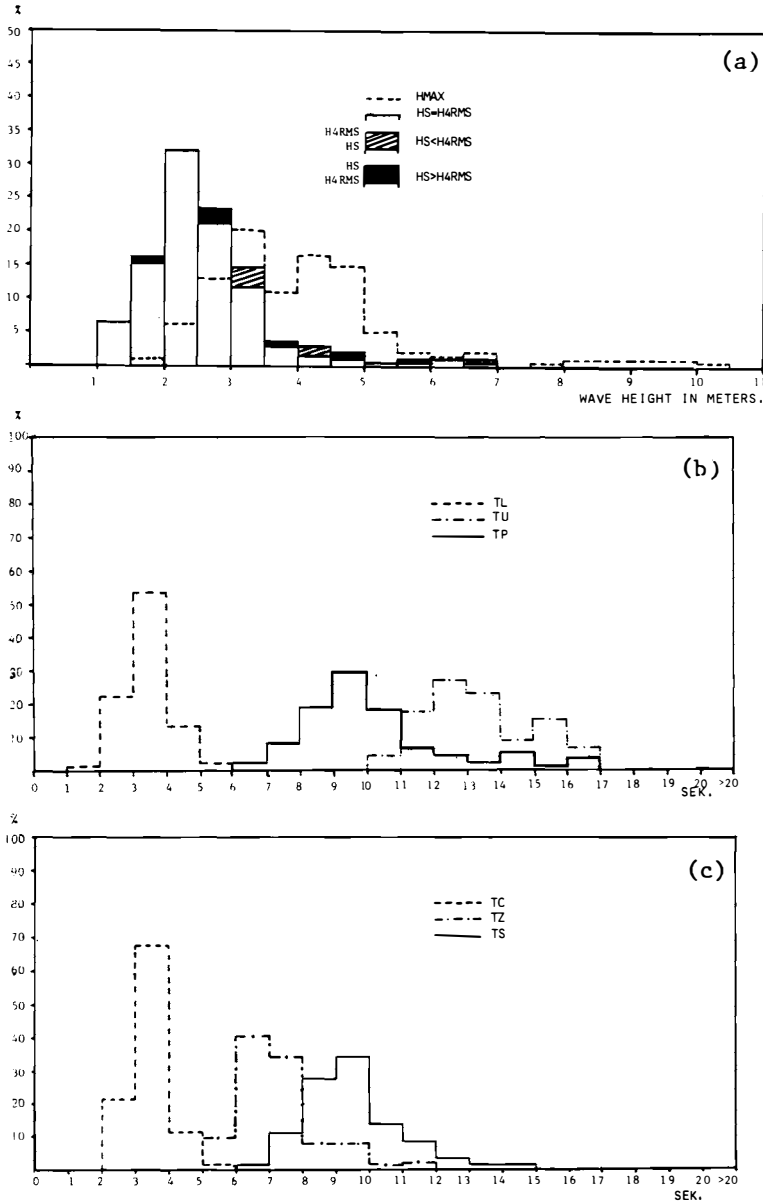 %
50
(a)
45
40
HMAX
35
HS=H4RMS
H4RMS
HS
HS<H4RMS
30
HS
H4RMS
HS>H4RMS
25
20
15
10
5
1 2 3 4 5 6 7 8 9 10 11
WAVE HEIGHT IN METERS.
%
100
(b)
90
80
TL
TU
TP
70
60
50
40
30
20
10
0 1 2 3 4 5 6 7 8 9 10 11 12 13 14 15 16 17 18 19 20 >20
SEK.
%
100
(c)
90
80
TC
TZ
TS
70
60
50
40
30
20
10
0 1 2 3 4 5 6 7 8 9 10 11 12 13 14 15 16 17 18 19 20 >20
SEK.